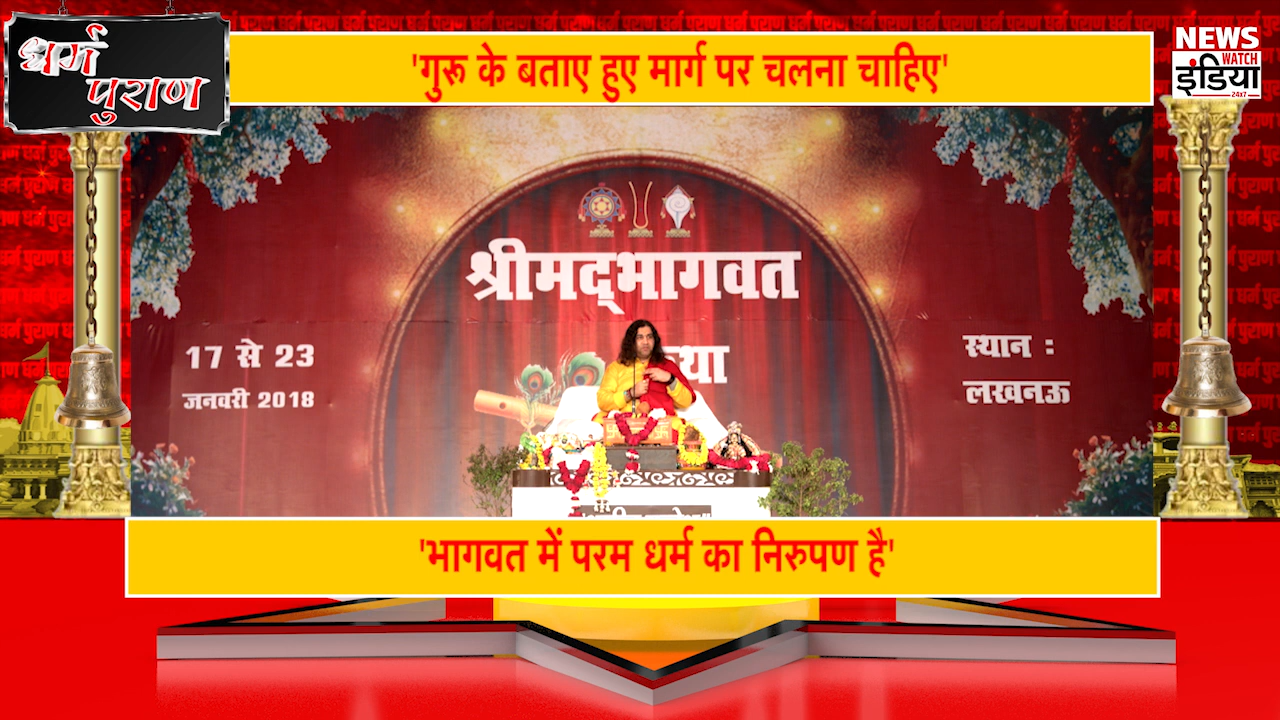 धर्म
पुराण
'गुरू के बताए हुए मार्ग पर चलना चाहिए'
NEWS
WATCH
इंडिया
24x7
श्रीमद्भागवत
था
17 से 23
जनवरी 2018
स्थान :
लखनऊ
'भागवत में परम धर्म का निरुपण है'